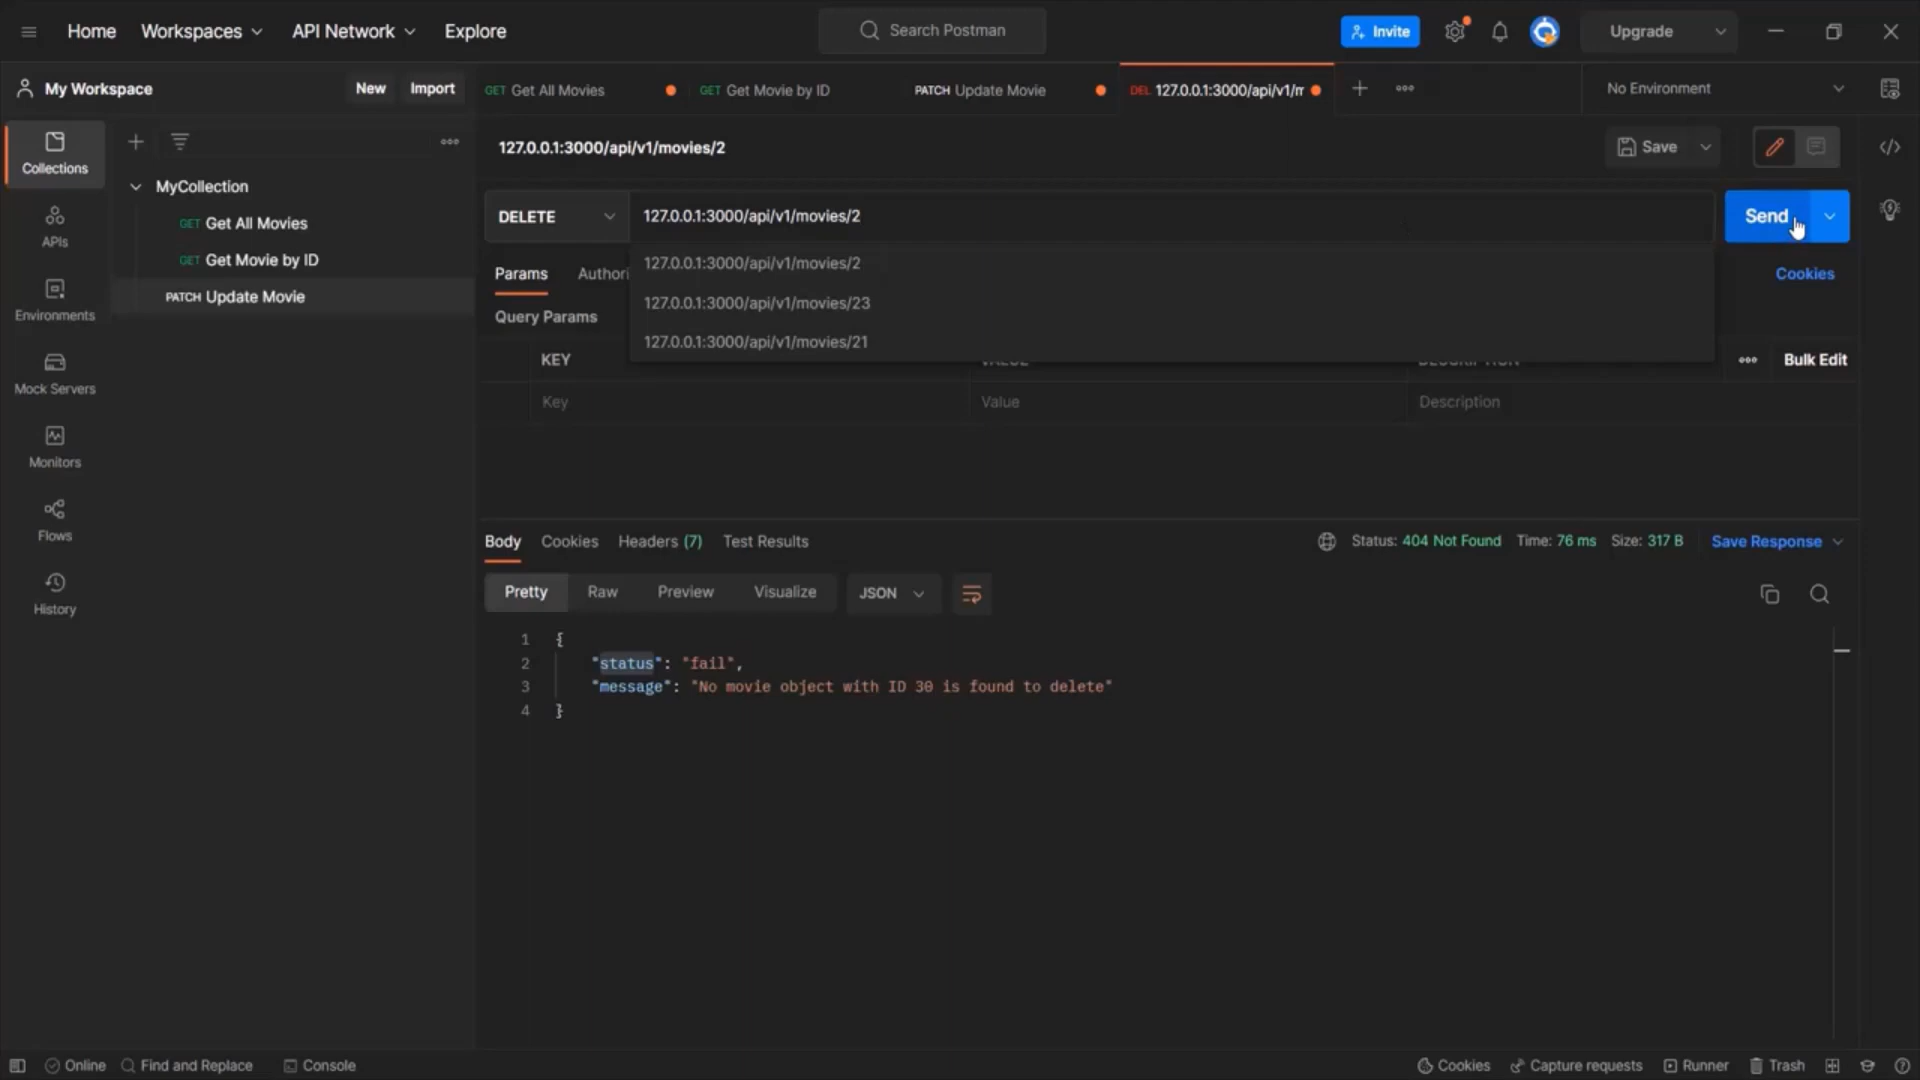 Home Workspaces API Network Explore Search Postman Invite Upgrade
My Workspace New Import GET Get All Movies GET Get Movie by ID PATCH Update Movie DEL 127.0.0.1:3000/api/v1/m No Environment
Collections
MyCollection
GET Get All Movies
GET Get Movie by ID
PATCH Update Movie
APIs
Environments
Mock Servers
Monitors
Flows
History
127.0.0.1:3000/api/v1/movies/2 Save
DELETE 127.0.0.1:3000/api/v1/movies/2 Send
127.0.0.1:3000/api/v1/movies/2
127.0.0.1:3000/api/v1/movies/23
127.0.0.1:3000/api/v1/movies/21
Params Authori Cookies
Query Params
KEY VALUE DESCRIPTION Bulk Edit
Key Value Description
Body Cookies Headers (7) Test Results Status: 404 Not Found Time: 76 ms Size: 317 B Save Response
Pretty Raw Preview Visualize JSON
1 {
2 "status": "fail",
3 "message": "No movie object with ID 30 is found to delete"
4 }
Online Find and Replace Console Cookies Capture requests Runner Trash